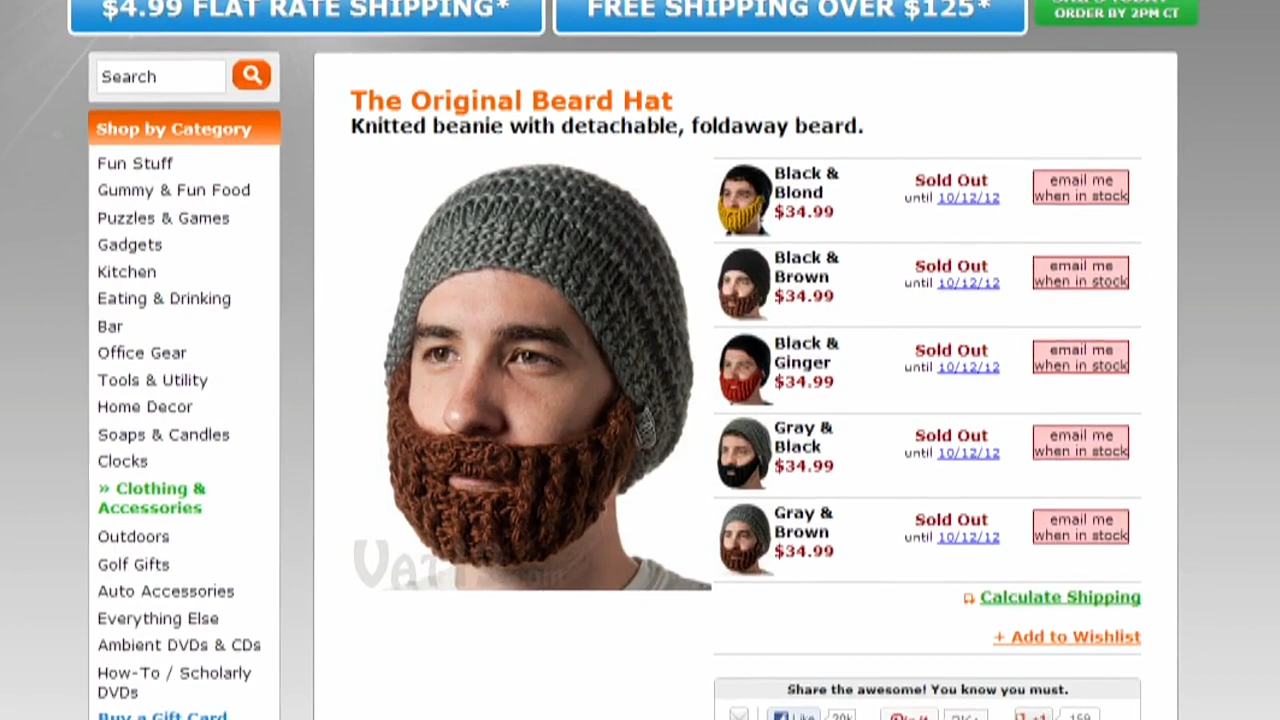 $4.99 FLAT RATE SHIPPING*
FREE SHIPPING OVER $125*
ORDER BY 2PM CT
Search
Shop by Category
Fun Stuff
Gummy & Fun Food
Puzzles & Games
Gadgets
Kitchen
Eating & Drinking
Bar
Office Gear
Tools & Utility
Home Decor
Soaps & Candles
Clocks
» Clothing &
Accessories
Outdoors
Golf Gifts
Auto Accessories
Everything Else
Ambient DVDs & CDs
How-To / Scholarly
DVDs
Buy a Gift Card
The Original Beard Hat
Knitted beanie with detachable, foldaway beard.
Black &
Blond
$34.99
Sold Out
until 10/12/12
email me
when in stock
Black &
Brown
$34.99
Sold Out
until 10/12/12
email me
when in stock
Black &
Ginger
$34.99
Sold Out
until 10/12/12
email me
when in stock
Gray &
Black
$34.99
Sold Out
until 10/12/12
email me
when in stock
Gray &
Brown
$34.99
Sold Out
until 10/12/12
email me
when in stock
Calculate Shipping
+ Add to Wishlist
Share the awesome! You know you must.
Like 20k
Pin it
+1 159